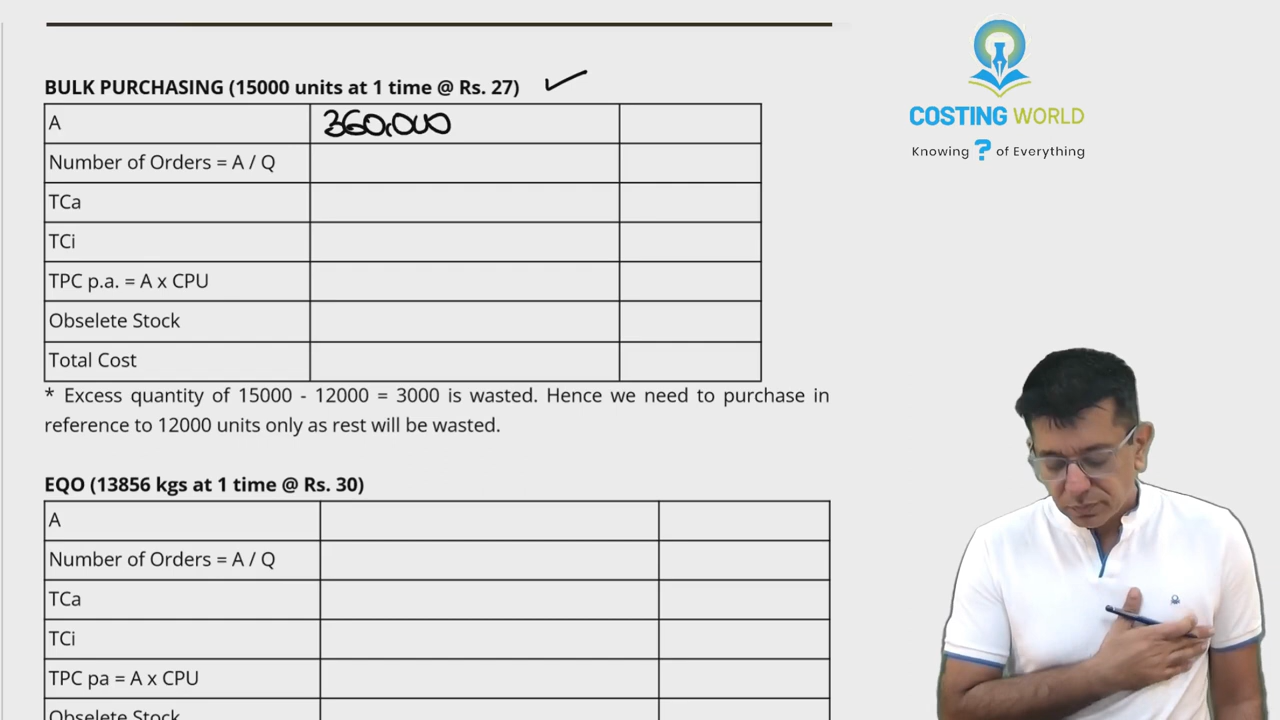 BULK PURCHASING (15000 units at 1 time @ Rs. 27)
A 360,000
Number of Orders = A / Q
TCa
TCi
TPC p.a. = A x CPU
Obselete Stock
Total Cost
* Excess quantity of 15000 - 12000 = 3000 is wasted. Hence we need to purchase in
reference to 12000 units only as rest will be wasted.
EQO (13856 kgs at 1 time @ Rs. 30)
A
Number of Orders = A / Q
TCa
TCi
TPC pa = A x CPU
Obselete Stock
COSTING WORLD
Knowing ? of Everything